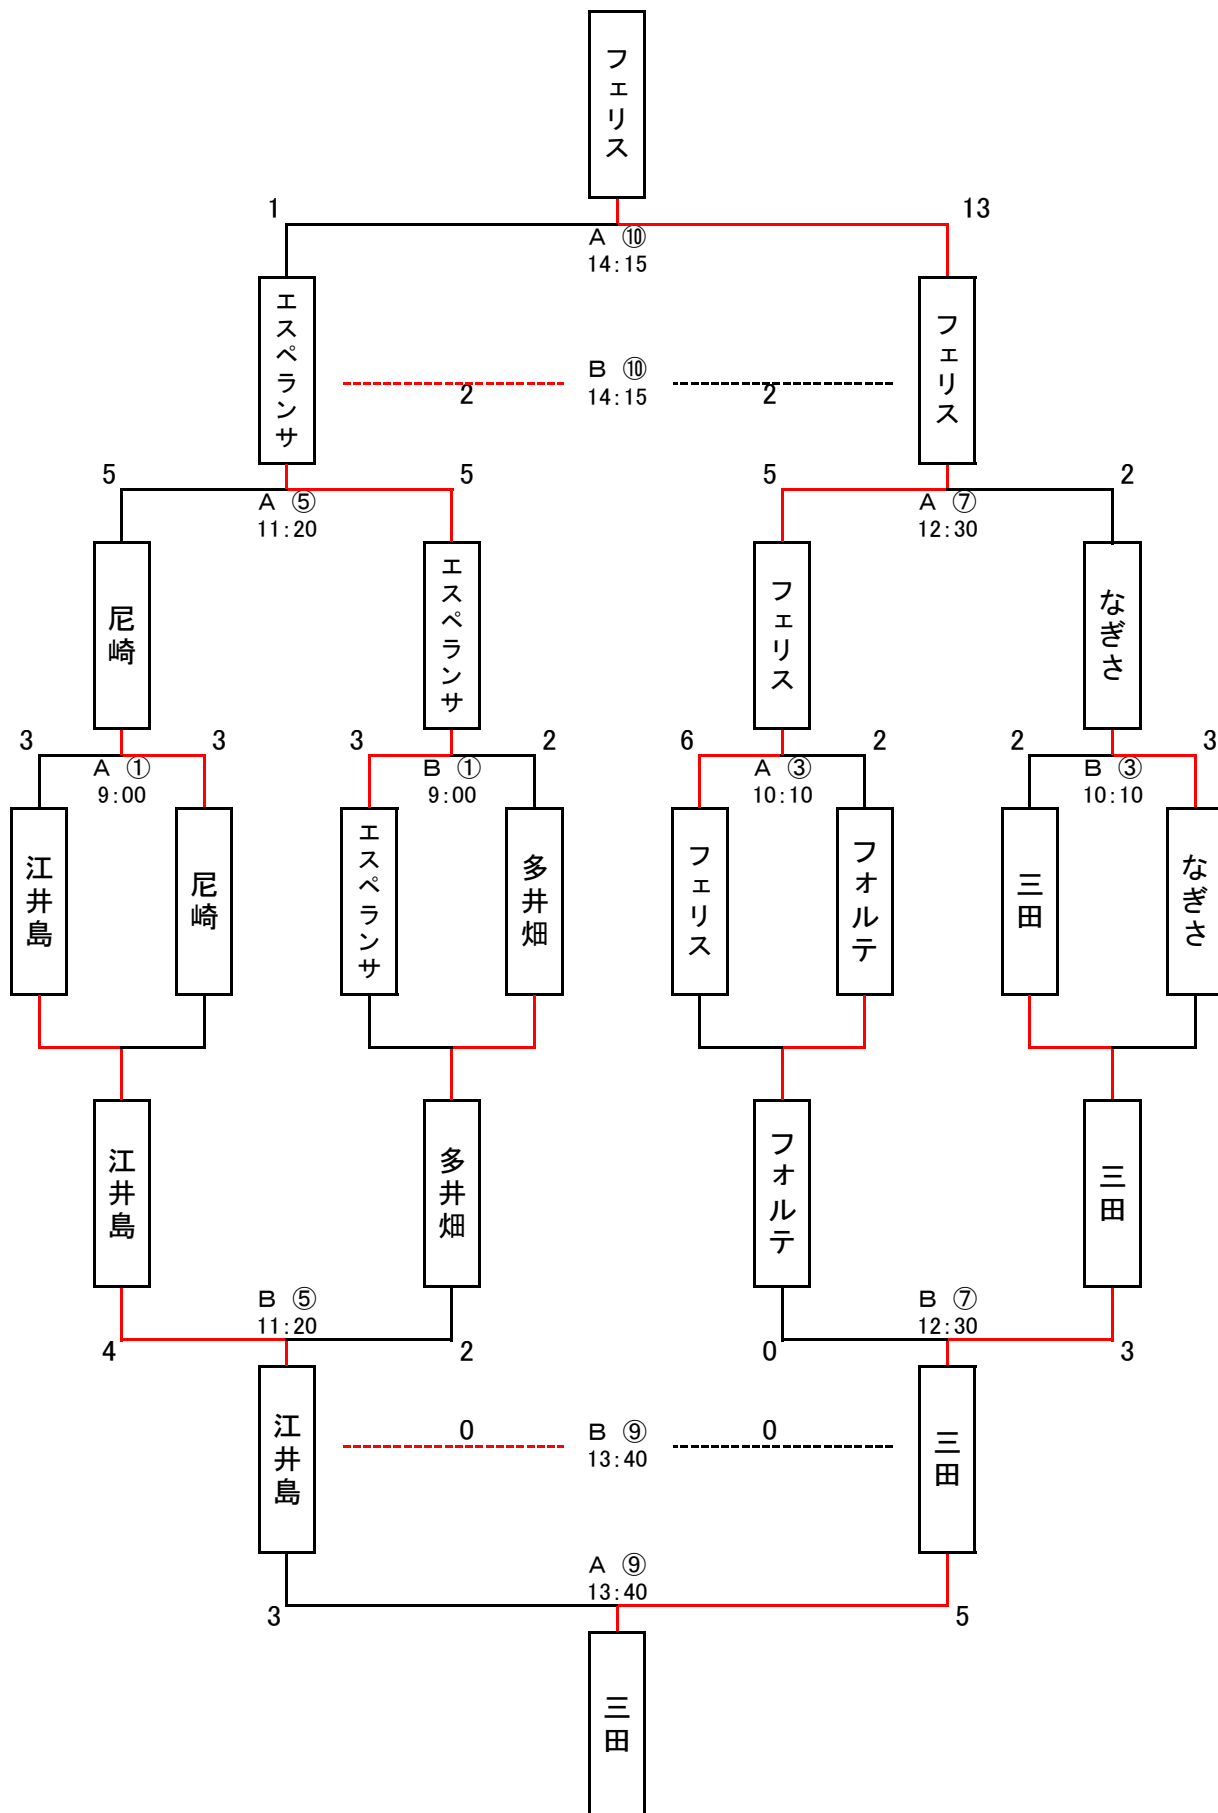 フェリス
1
13
A ⑩
14:15
エスペランサ
フェリス
B ⑩
14:15
2
2
5
5
5
2
A ⑤
11:20
A ⑦
12:30
尼崎
エスペランサ
フェリス
なぎさ
3
3
3
2
6
2
2
3
A ①
9:00
B ①
9:00
A ③
10:10
B ③
10:10
江井島
尼崎
エスペランサ
多井畑
フェリス
フォルテ
三田
なぎさ
江井島
多井畑
フォルテ
三田
B ⑤
11:20
B ⑦
12:30
4
2
0
3
江井島
三田
0
B ⑨
13:40
0
A ⑨
13:40
3
5
三田